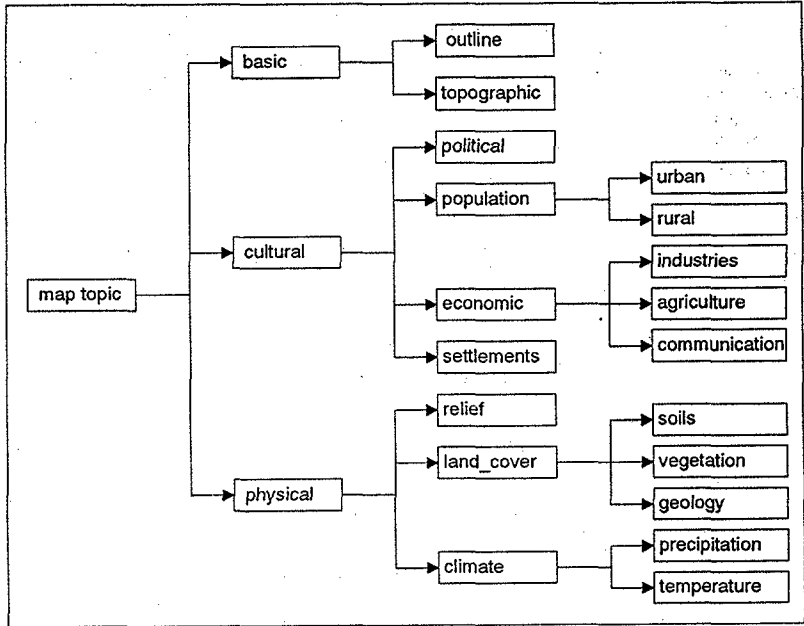 outline
basic
topographic
political
urban
population
rural
cultural
industries
map topic
economic
agriculture
communication
settlements
relief
soils
land_cover
vegetation
physical
geology
precipitation
climate
temperature